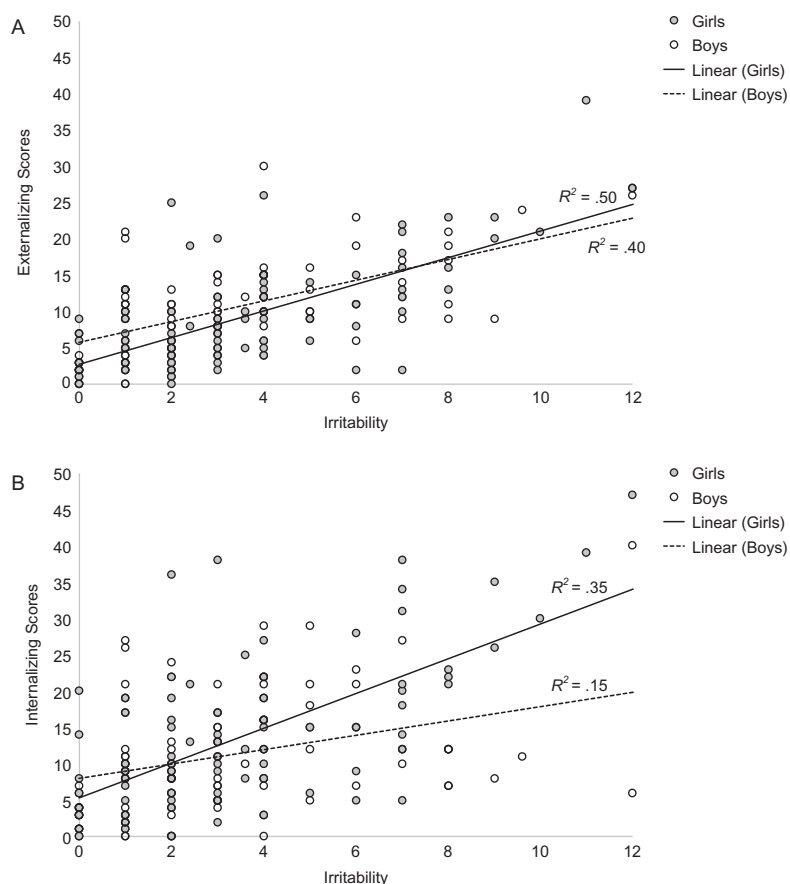 A
50
45
40
35
30
25
20
15
10
5
0
Externalizing Scores
0 2 4 6 8 10 12
Irritability
R² = .50
R² = .40
Girls
Boys
Linear (Girls)
Linear (Boys)
B
50
45
40
35
30
25
20
15
10
5
0
Internalizing Scores
0 2 4 6 8 10 12
Irritability
R² = .35
R² = .15
Girls
Boys
Linear (Girls)
Linear (Boys)